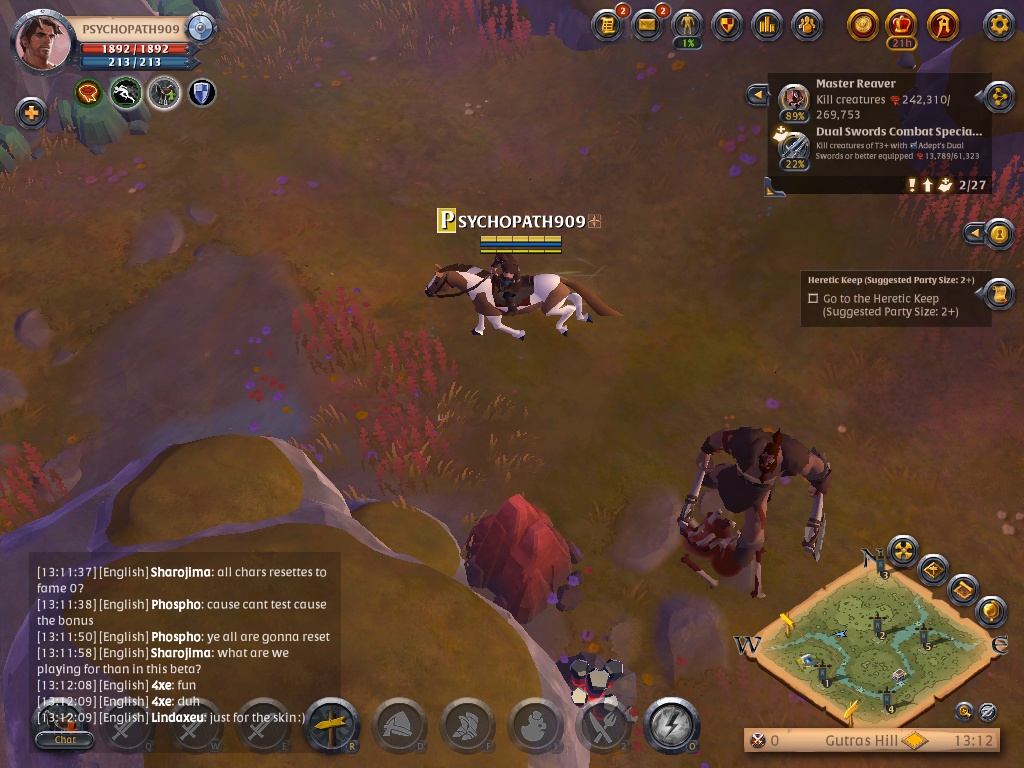 PSYCHOPATH909
1892 / 1892
213 / 213
2
2
1%
21h
Master Reaver
Kill creatures 242,310/
269,753
89%
Dual Swords Combat Specia...
Kill creatures of T3+ with Adept's Dual
Swords or better equipped 13,789/61,323
22%
2/27
PSYCHOPATH909
Heretic Keep (Suggested Party Size: 2+)
Go to the Heretic Keep
(Suggested Party Size: 2+)
[13:11:37] [English] Sharojima: all chars resettes to
fame 0?
[13:11:38] [English] Phospho: cause cant test cause
the bonus
[13:11:50] [English] Phospho: ye all are gonna reset
[13:11:58] [English] Sharojima: what are we
playing for than in this beta?
[13:12:08] [English] 4xe: fun
[13:12:09] [English] 4xe: duh
[13:12:09] [English] Lindaxeu: just for the skin:)
Chat
Q
W
E
R
D
F
2
O
N
W
E
3
2
5
1
4
0
Gutras Hill
13:12